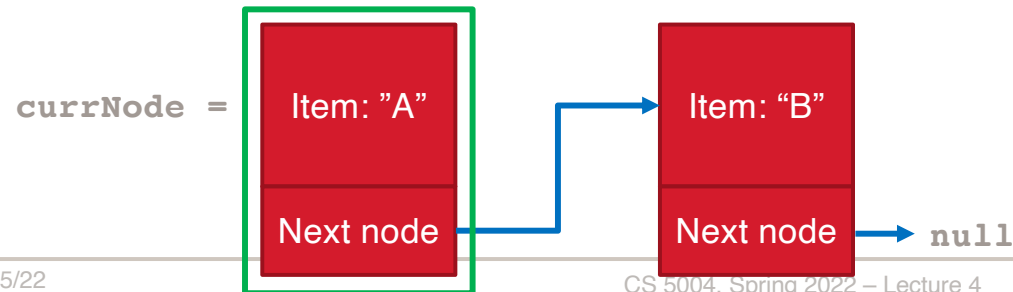 currNode =
Item: ”A”
Item: “B”
Next node
Next node
null
5/22
CS 5004, Spring 2022 – Lecture 4